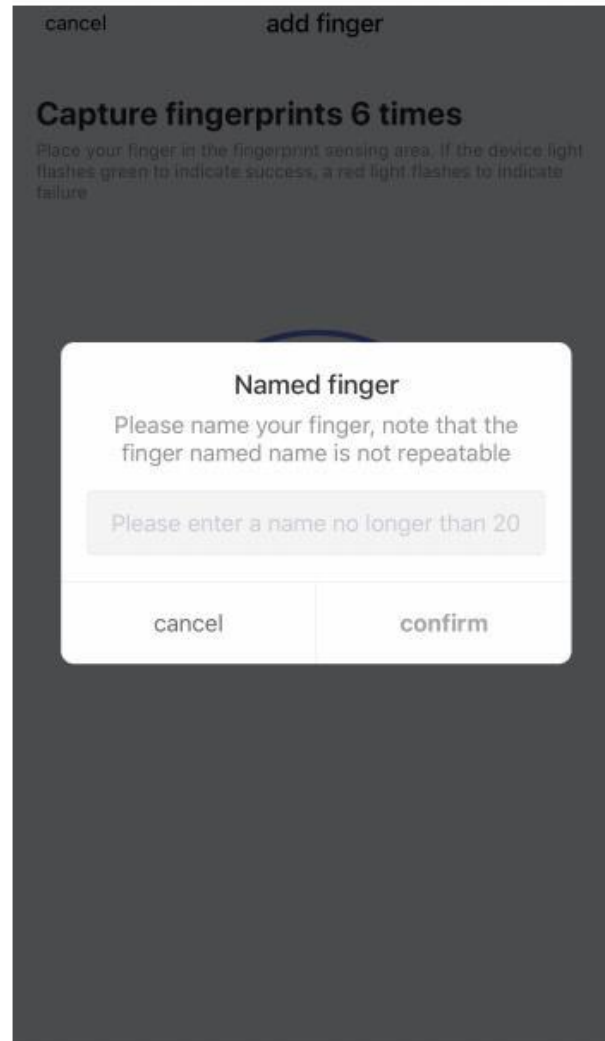 cancel
add finger
Capture fingerprints 6 times
Place your finger in the fingerprint sensing area. If the device light
flashes green to indicate success, a red light flashes to indicate
failure
Named finger
Please name your finger, note that the
finger named name is not repeatable
Please enter a name no longer than 20
cancel
confirm